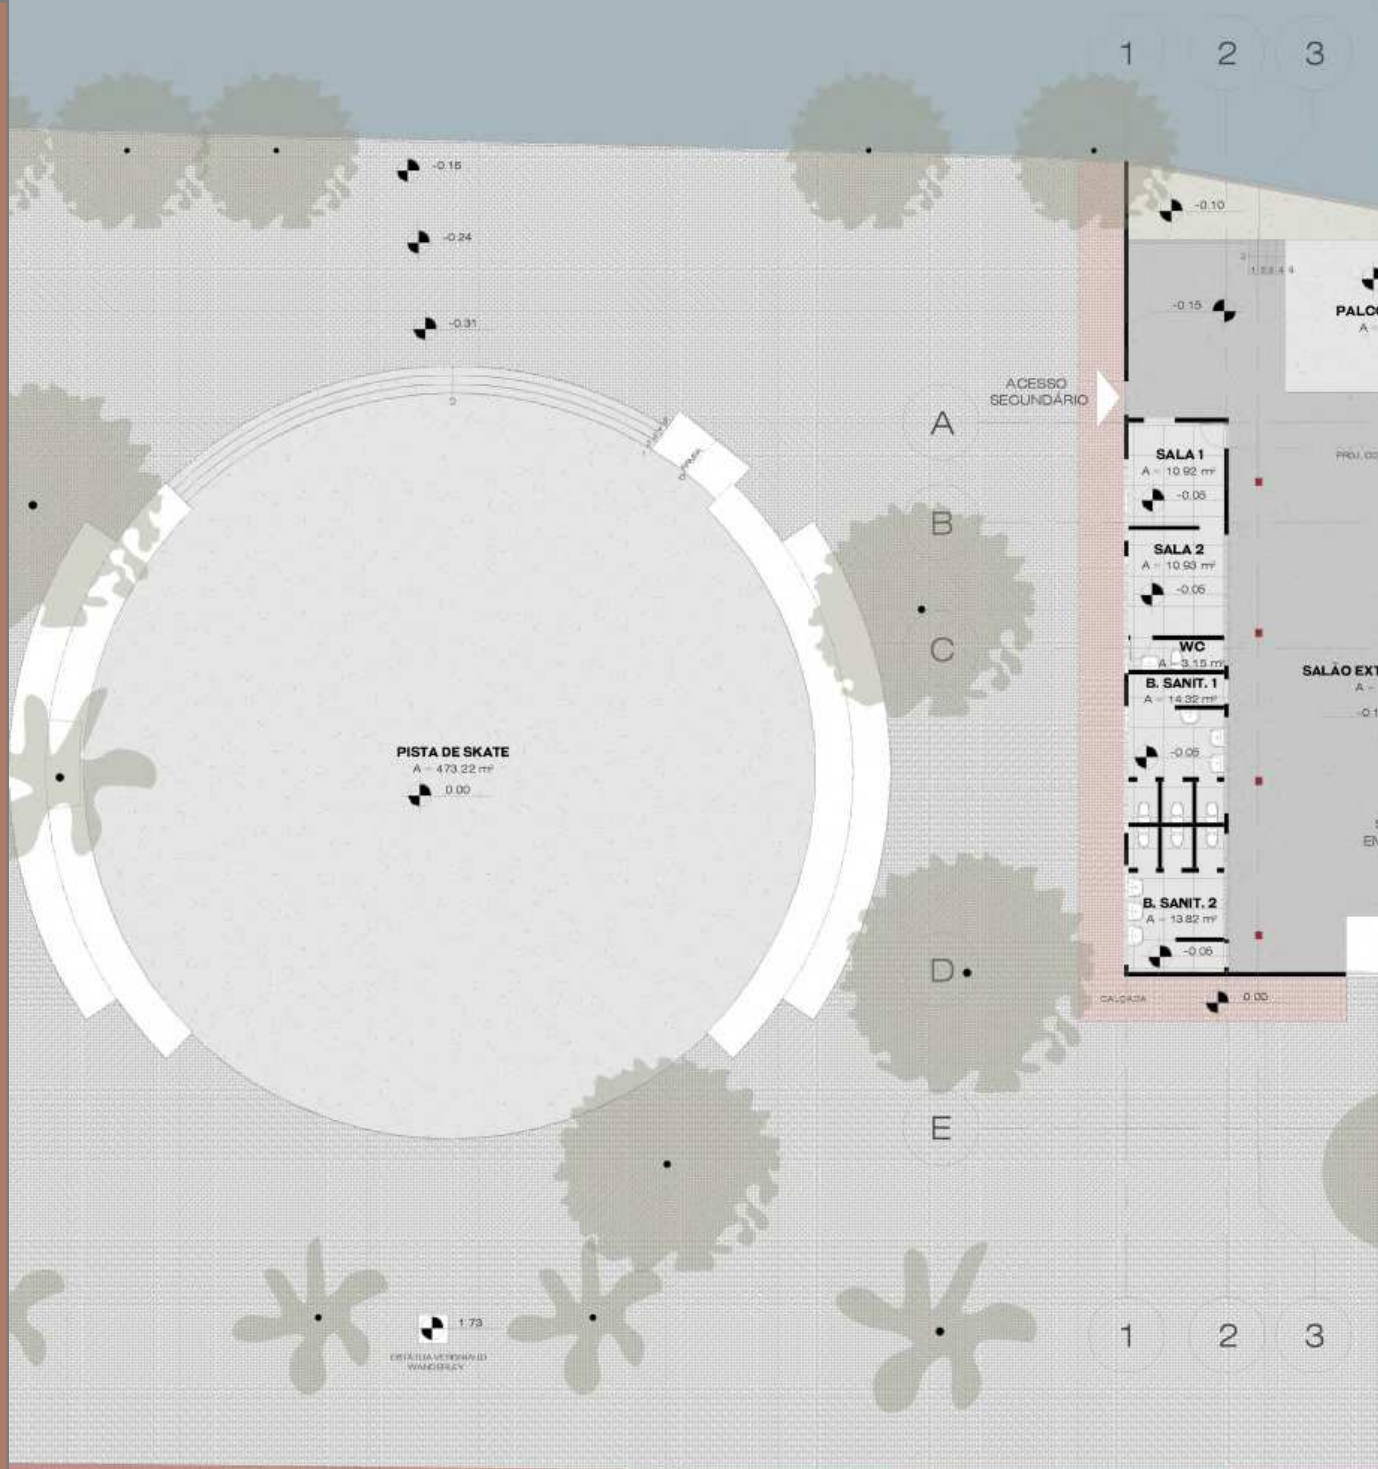 1 2 3
-0.15
-0.10
-0.24
-0.15
-0.31
PALCO
A =
ACESSO
SECUNDÁRIO
A
SALA 1
A = 10.92 m²
-0.05
B
SALA 2
A = 10.93 m²
-0.05
C
WC
A = 3.15 m²
SALÃO EXT
A =
B. SANIT. 1
A = 14.32 m²
-0.05
PISTA DE SKATE
A = 473.22 m²
0.00
B. SANIT. 2
A = 13.82 m²
-0.05
D
CALÇADA
0.00
E
1.73
WANDERLEY
1 2 3